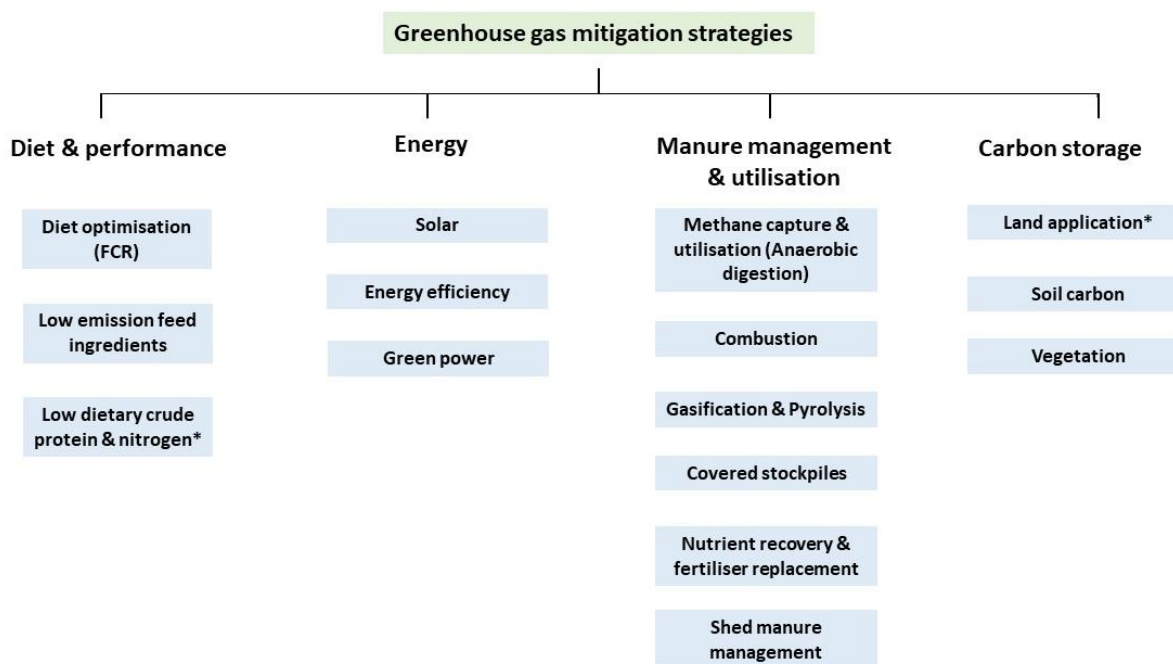 Greenhouse gas mitigation strategies
Diet & performance
Diet optimisation
(FCR)
Low emission feed
ingredients
Low dietary crude
protein & nitrogen*
Energy
Solar
Energy efficiency
Green power
Manure management
& utilisation
Methane capture &
utilisation (Anaerobic
digestion)
Combustion
Gasification & Pyrolysis
Covered stockpiles
Nutrient recovery &
fertiliser replacement
Shed manure
management
Carbon storage
Land application*
Soil carbon
Vegetation